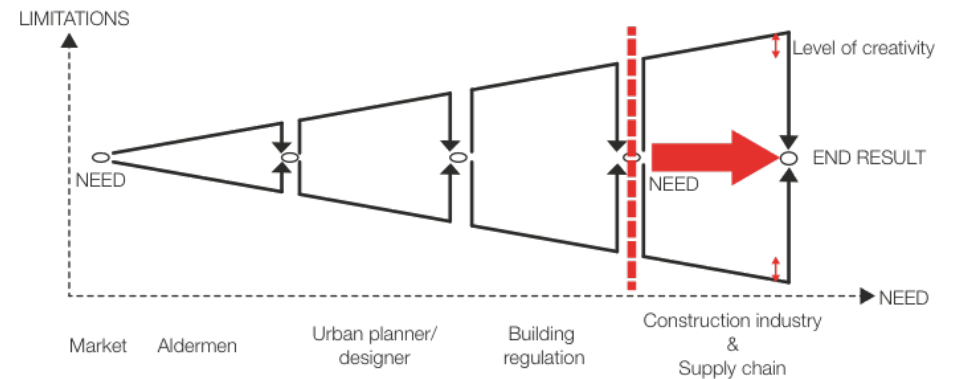 LIMITATIONS
Level of creativity
NEED
END RESULT
NEED
NEED
Market
Aldermen
Urban planner/
designer
Building
regulation
Construction industry
&
Supply chain